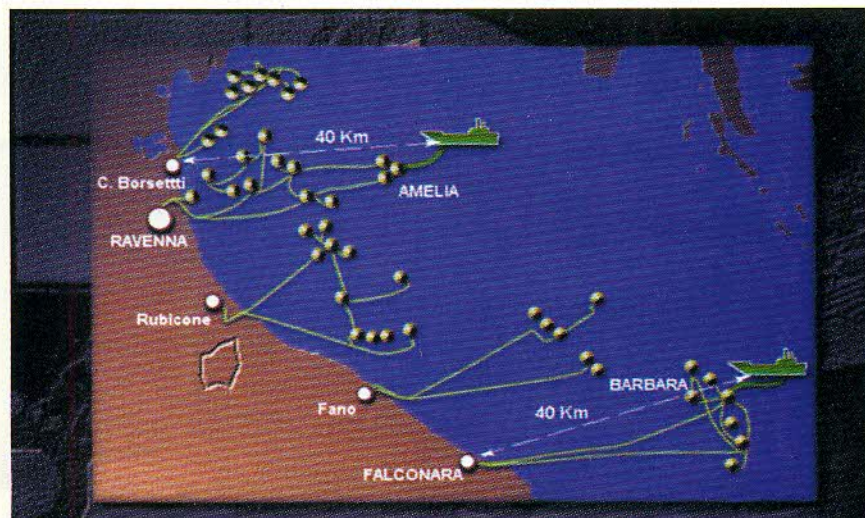 40 Km
C. Borsettti
AMELIA
RAVENNA
Rubicone
BARBARA
Fano
40 Km
FALCONARA